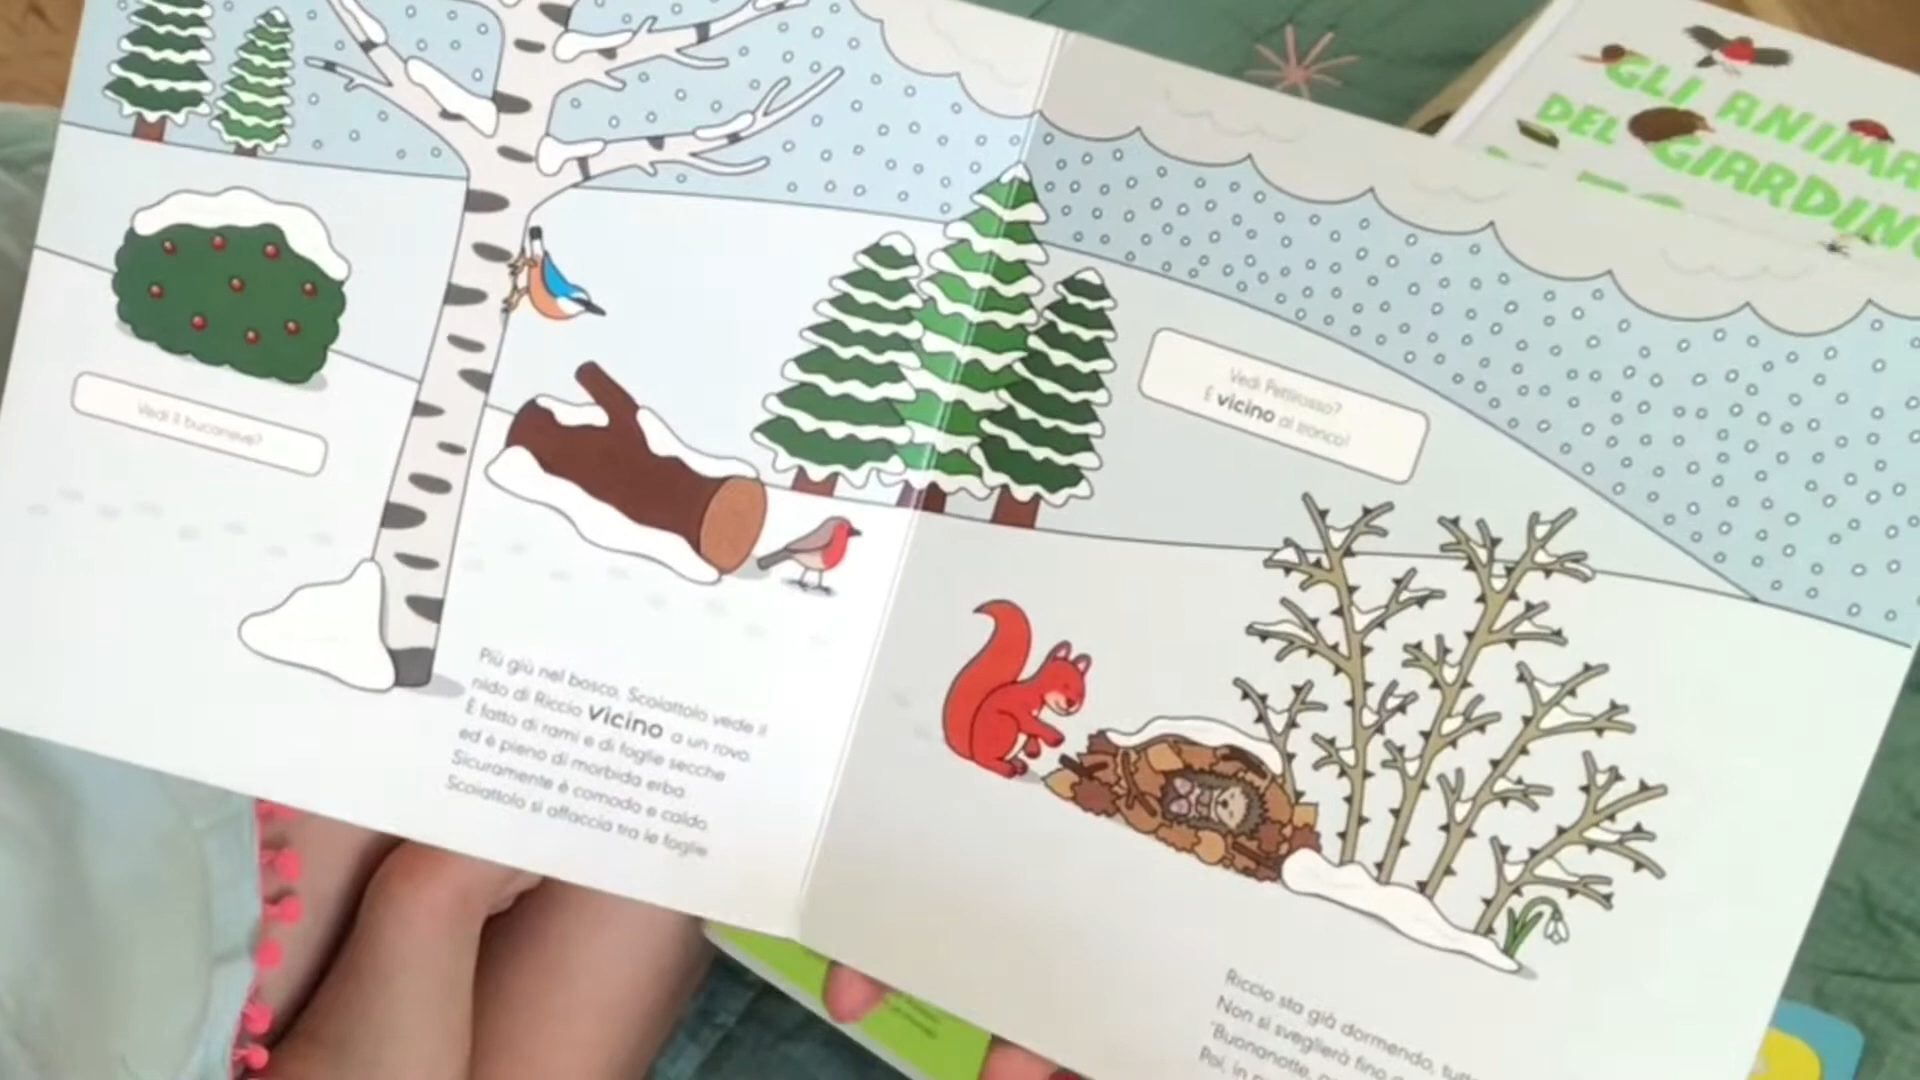 Vedi il bucaneve?
Più giù nel bosco, Scoiattolo vede il
nido di Riccio vicino a un rovo.
È fatto di rami e di foglie secche
ed è pieno di morbida erba.
Sicuramente è comodo e caldo.
Scoiattolo si affaccia tra le foglie.
Vedi Pettirosso?
È vicino al tronco!
Riccio sta già dormendo,
Non si sveglierà fino
"Buonanotte,
Poi, in
GLI ANIMA
DEL GIARDINO